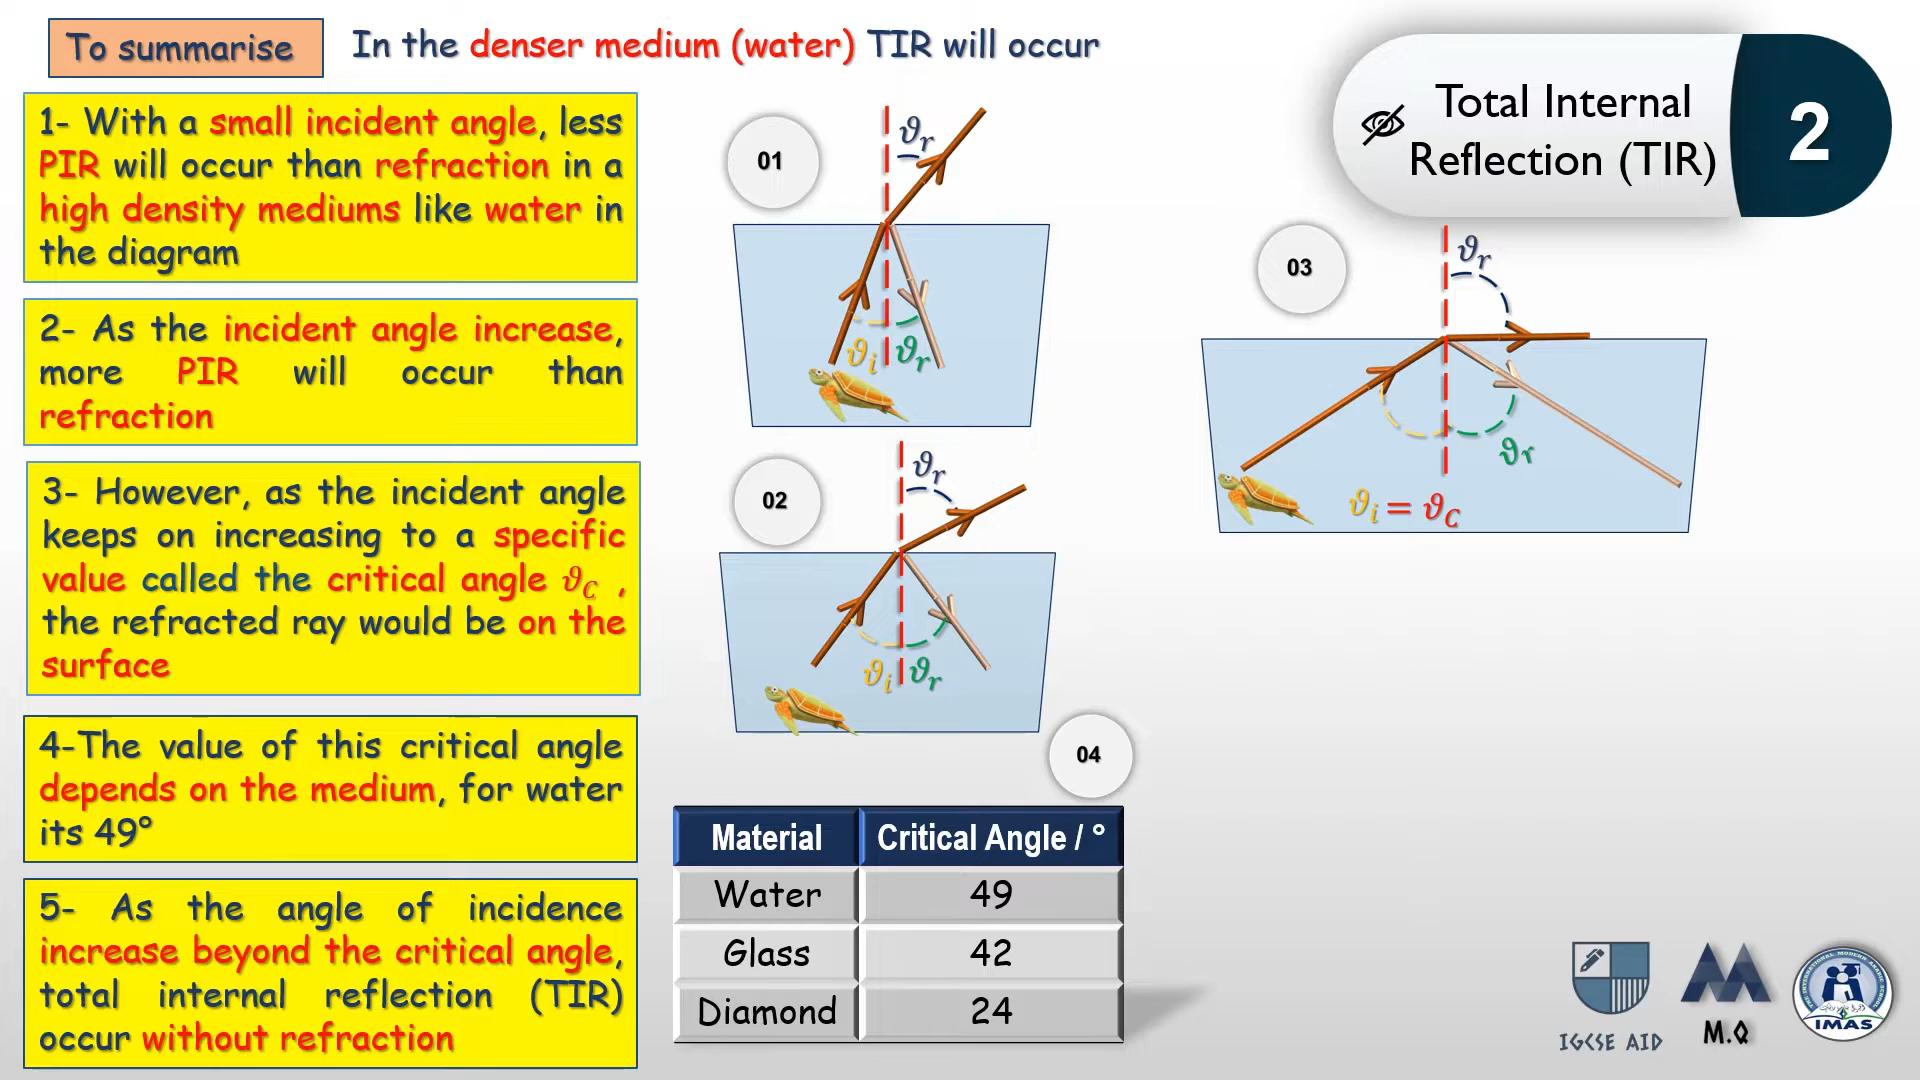 To summarise
In the denser medium (water) TIR will occur
Total Internal
Reflection (TIR)
2
1- With a small incident angle, less
PIR will occur than refraction in a
high density mediums like water in
the diagram
2- As the incident angle increase,
more PIR will occur than
refraction
3- However, as the incident angle
keeps on increasing to a specific
value called the critical angle ϑC ,
the refracted ray would be on the
surface
4-The value of this critical angle
depends on the medium, for water
its 49°
5- As the angle of incidence
increase beyond the critical angle,
total internal reflection (TIR)
occur without refraction
01
ϑr
ϑi ϑr
02
ϑr
ϑi ϑr
03
ϑr
ϑr
ϑi = ϑC
04
Material Critical Angle / °
Water 49
Glass 42
Diamond 24
IGCSE AID
M.Q
IMAS